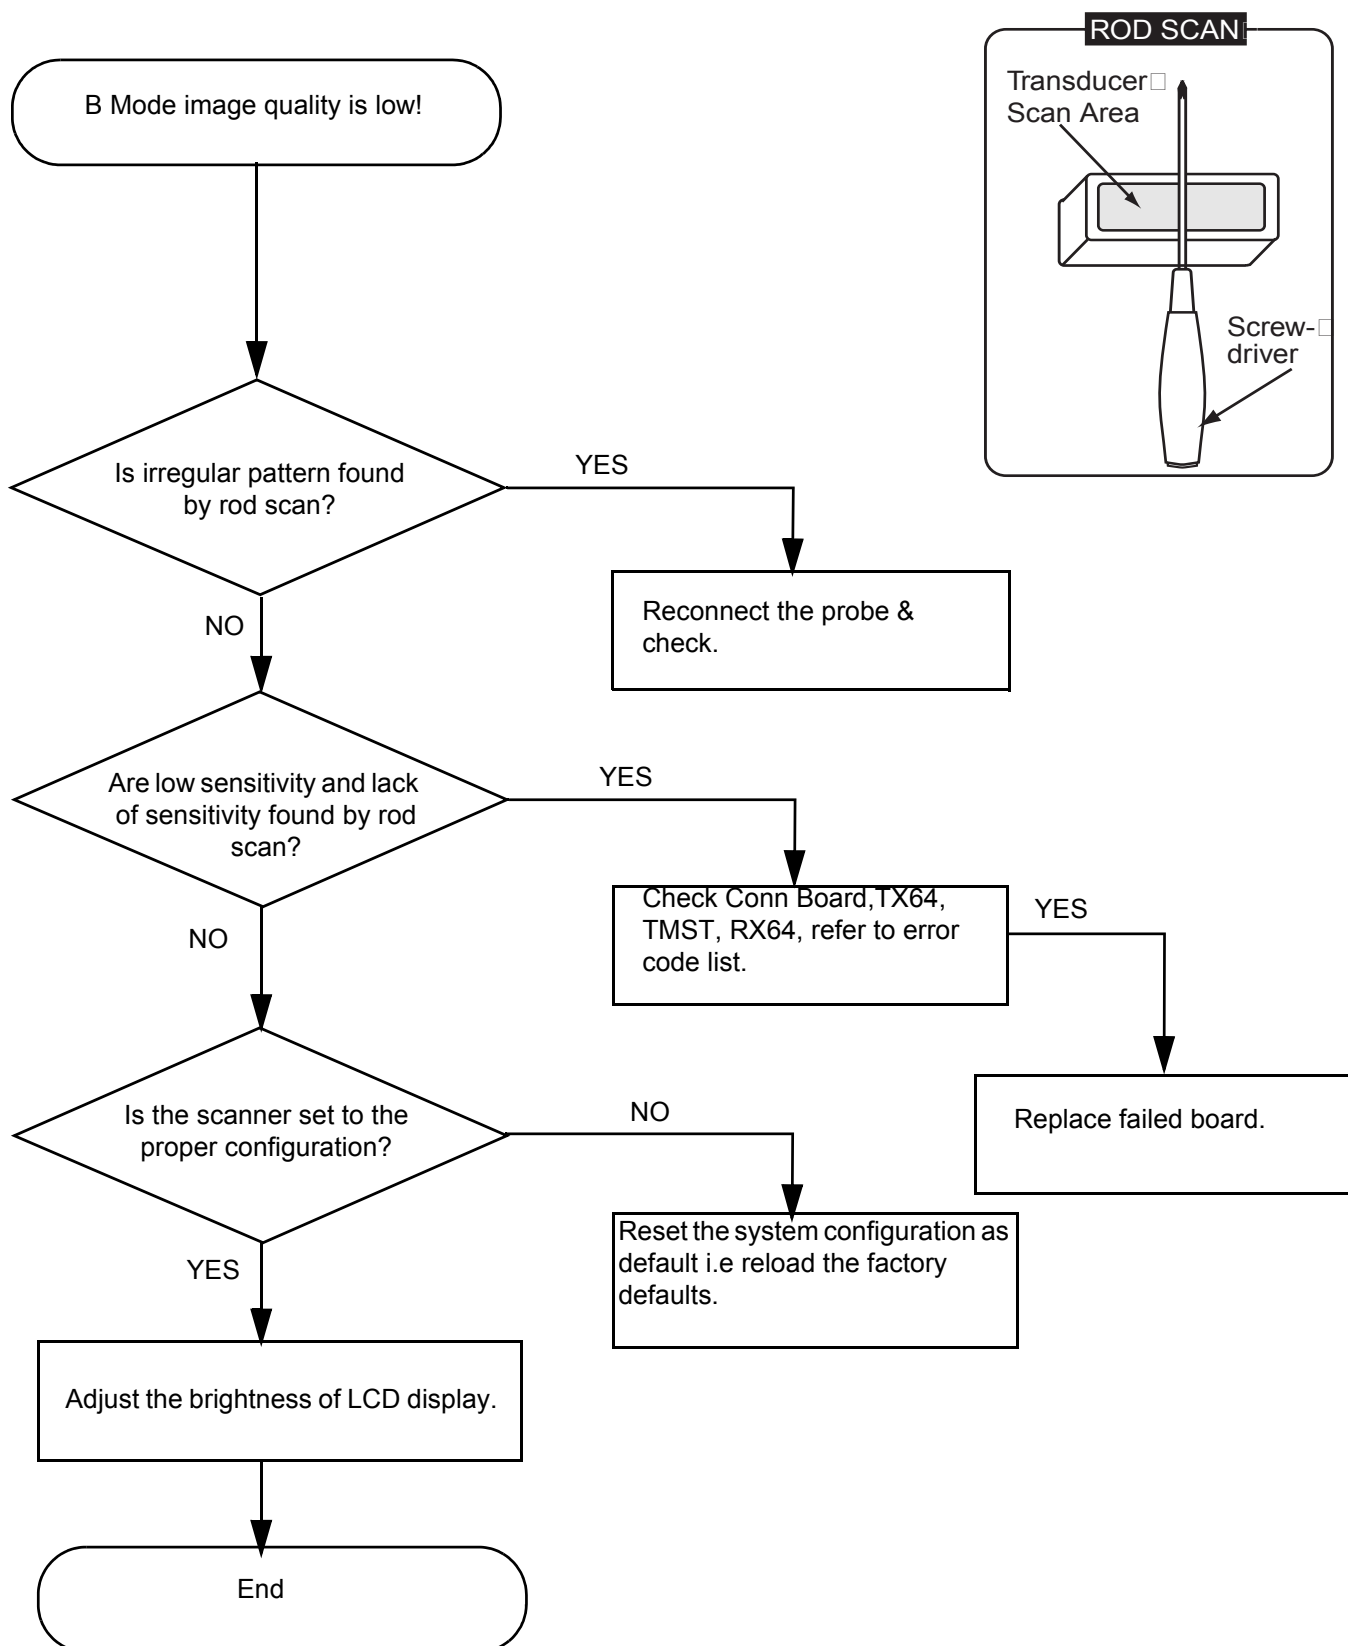 B Mode image quality is low!
ROD SCAN
Transducer
Scan Area
Screw-
driver
Is irregular pattern found
by rod scan?
YES
Reconnect the probe &
check.
NO
Are low sensitivity and lack
of sensitivity found by rod
scan?
YES
Check Conn Board,TX64,
TMST, RX64, refer to error
code list.
YES
Replace failed board.
NO
Is the scanner set to the
proper configuration?
NO
Reset the system configuration as
default i.e reload the factory
defaults.
YES
Adjust the brightness of LCD display.
End